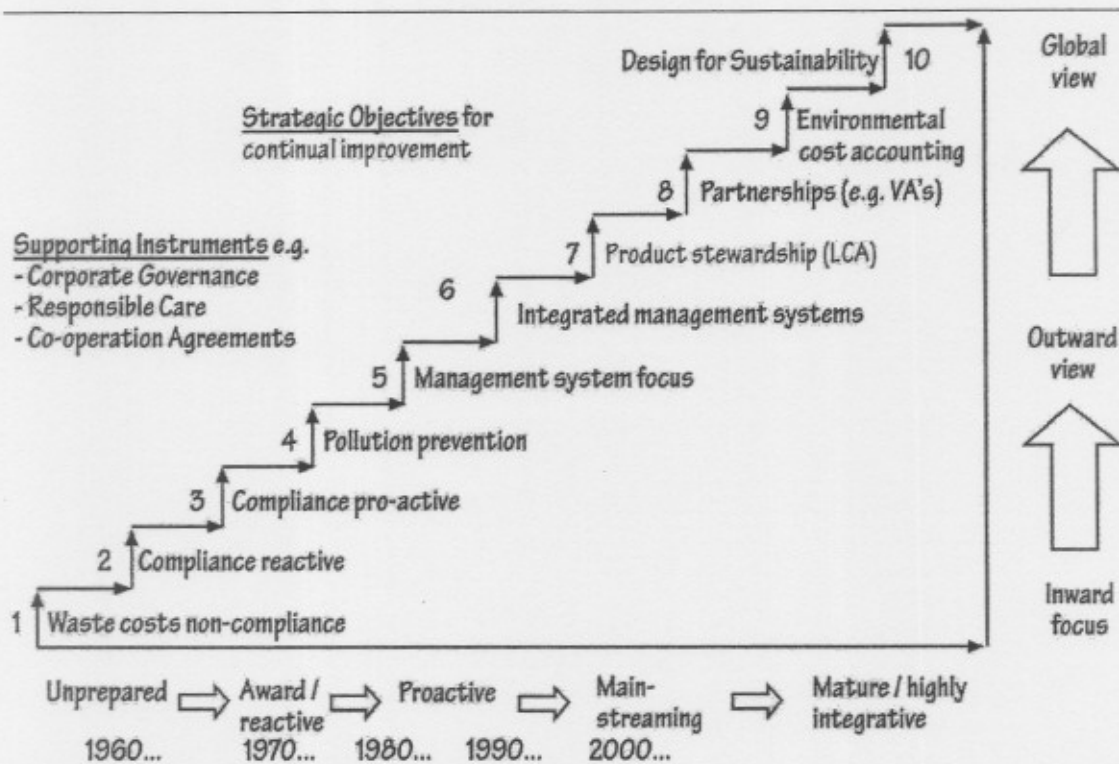 Design for Sustainability 10
Global
view
Strategic Objectives for
continual improvement
9 Environmental
cost accounting
8 Partnerships (e.g. VA's)
Supporting Instruments e.g.
- Corporate Governance
- Responsible Care
- Co-operation Agreements
7 Product stewardship (LCA)
6 Integrated management systems
Outward
view
5 Management system focus
4 Pollution prevention
3 Compliance pro-active
2 Compliance reactive
1 Waste costs non-compliance
Inward
focus
Unprepared
Award /
reactive
Proactive
Main-
streaming
Mature / highly
integrative
1960... 1970... 1980... 1990... 2000...